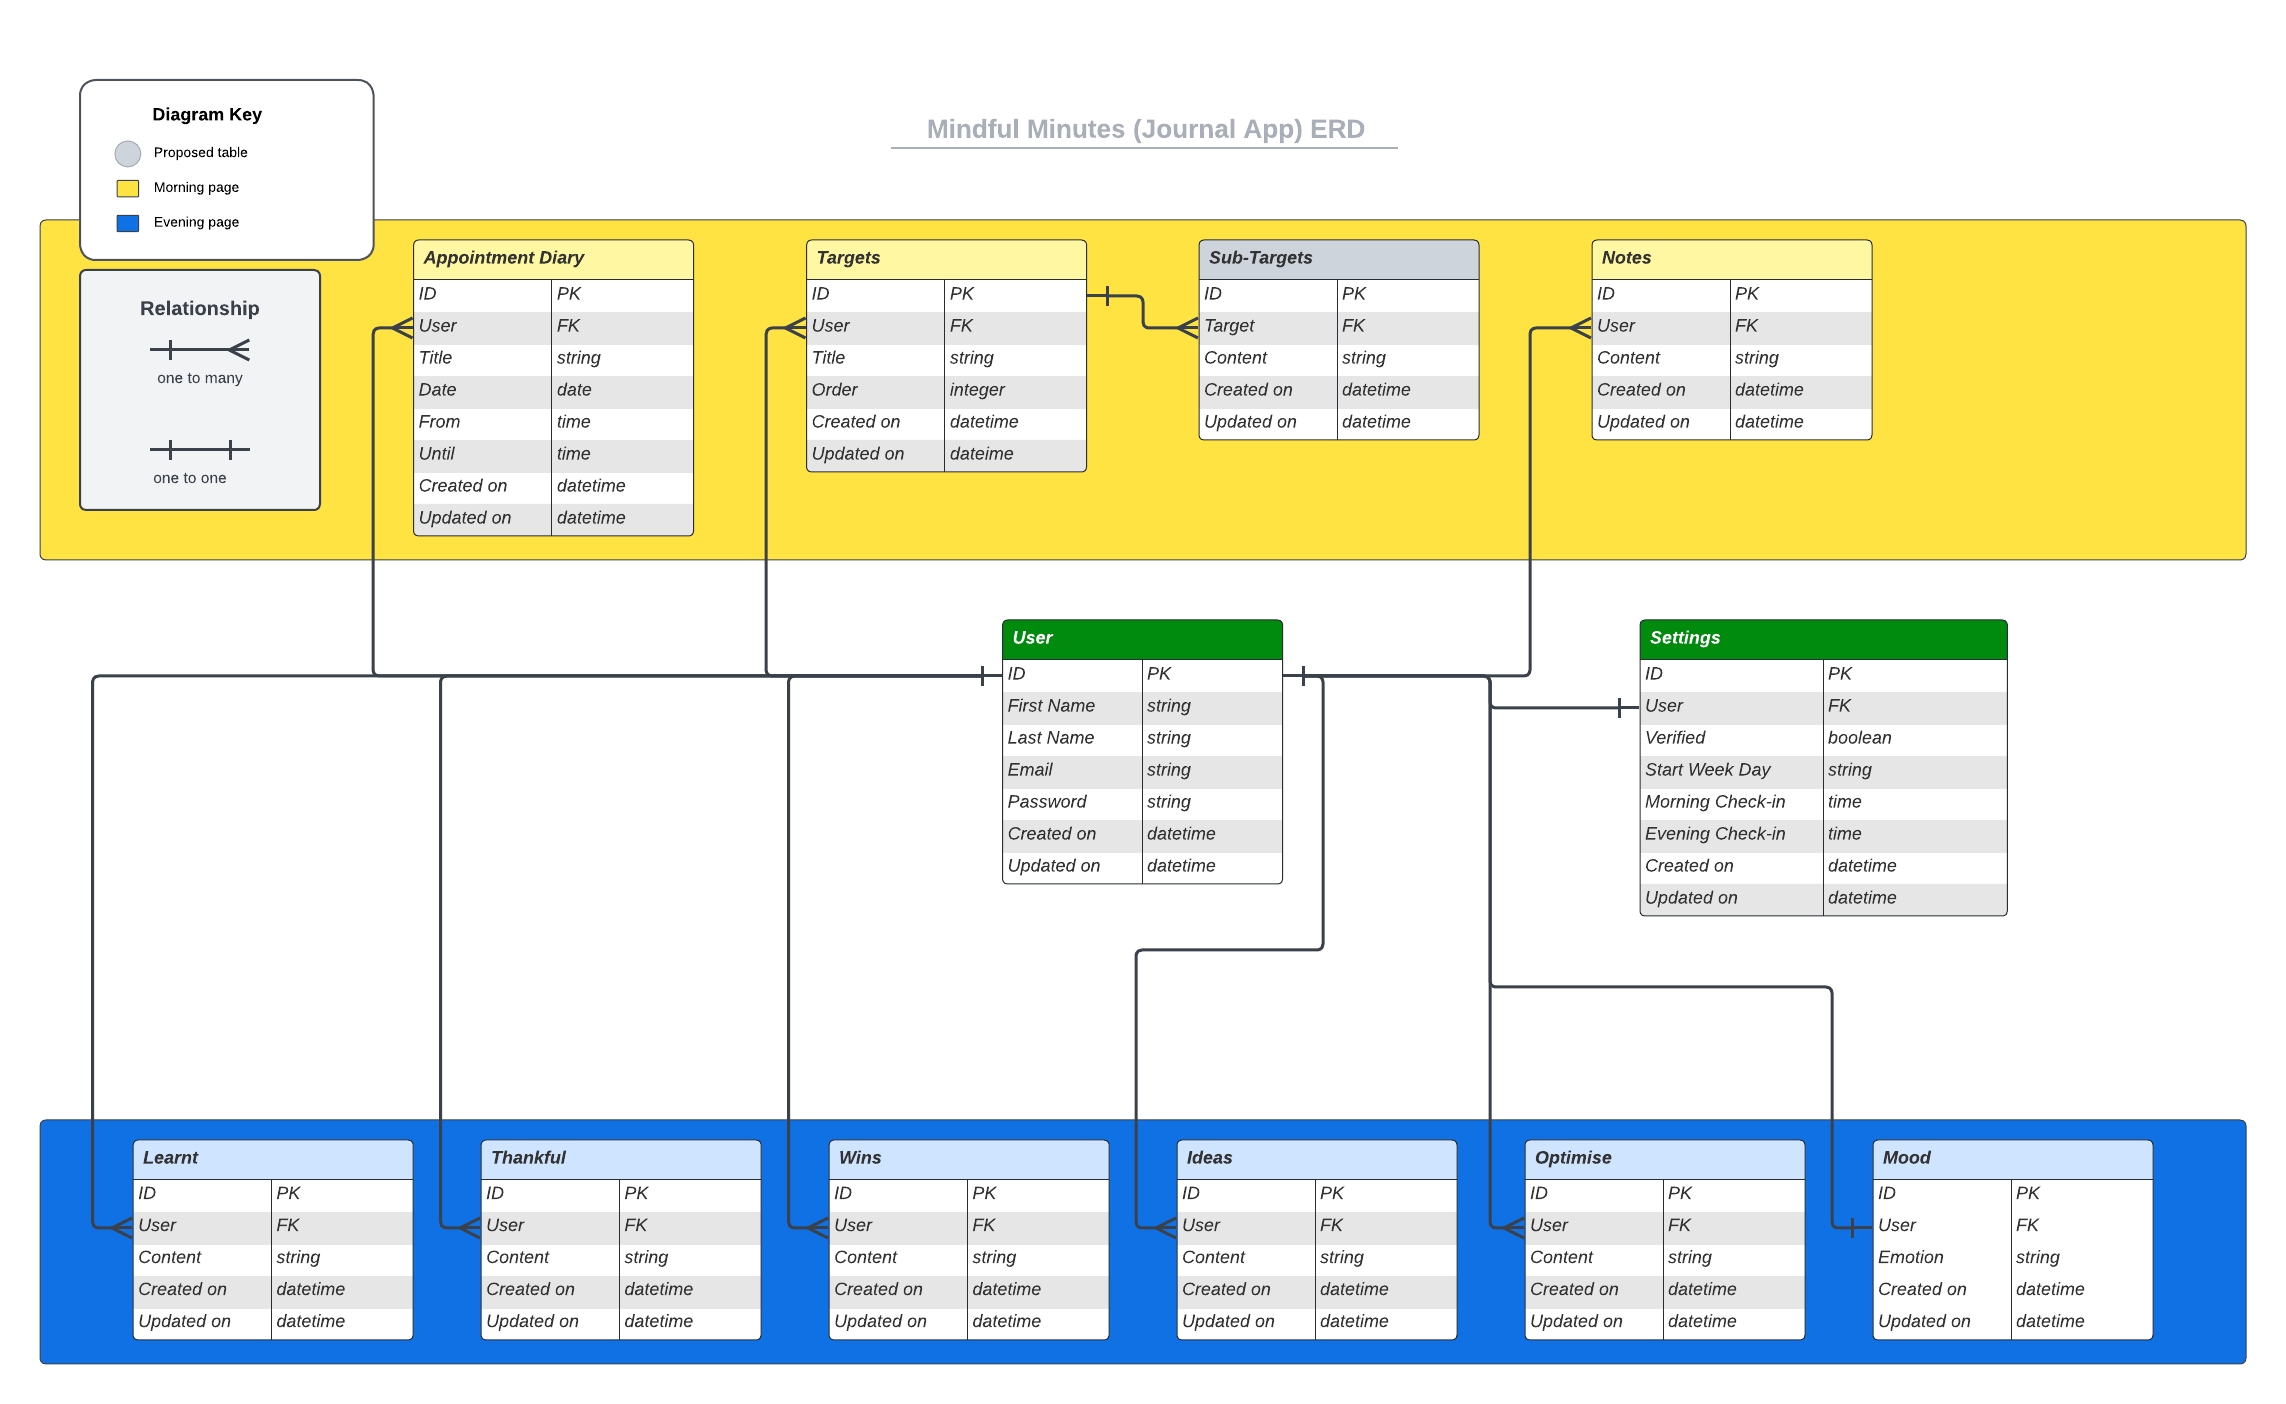 Mindful Minutes (Journal App) ERD
Diagram Key
Proposed table
Morning page
Evening page
Relationship
one to many
one to one
Appointment Diary
ID PK
User FK
Title string
Date date
From time
Until time
Created on datetime
Updated on datetime
Targets
ID PK
User FK
Title string
Order integer
Created on datetime
Updated on dateime
Sub-Targets
ID PK
Target FK
Content string
Created on datetime
Updated on datetime
Notes
ID PK
User FK
Content string
Created on datetime
Updated on datetime
User
ID PK
First Name string
Last Name string
Email string
Password string
Created on datetime
Updated on datetime
Settings
ID PK
User FK
Verified boolean
Start Week Day string
Morning Check-in time
Evening Check-in time
Created on datetime
Updated on datetime
Learnt
ID PK
User FK
Content string
Created on datetime
Updated on datetime
Thankful
ID PK
User FK
Content string
Created on datetime
Updated on datetime
Wins
ID PK
User FK
Content string
Created on datetime
Updated on datetime
Ideas
ID PK
User FK
Content string
Created on datetime
Updated on datetime
Optimise
ID PK
User FK
Content string
Created on datetime
Updated on datetime
Mood
ID PK
User FK
Emotion string
Created on datetime
Updated on datetime